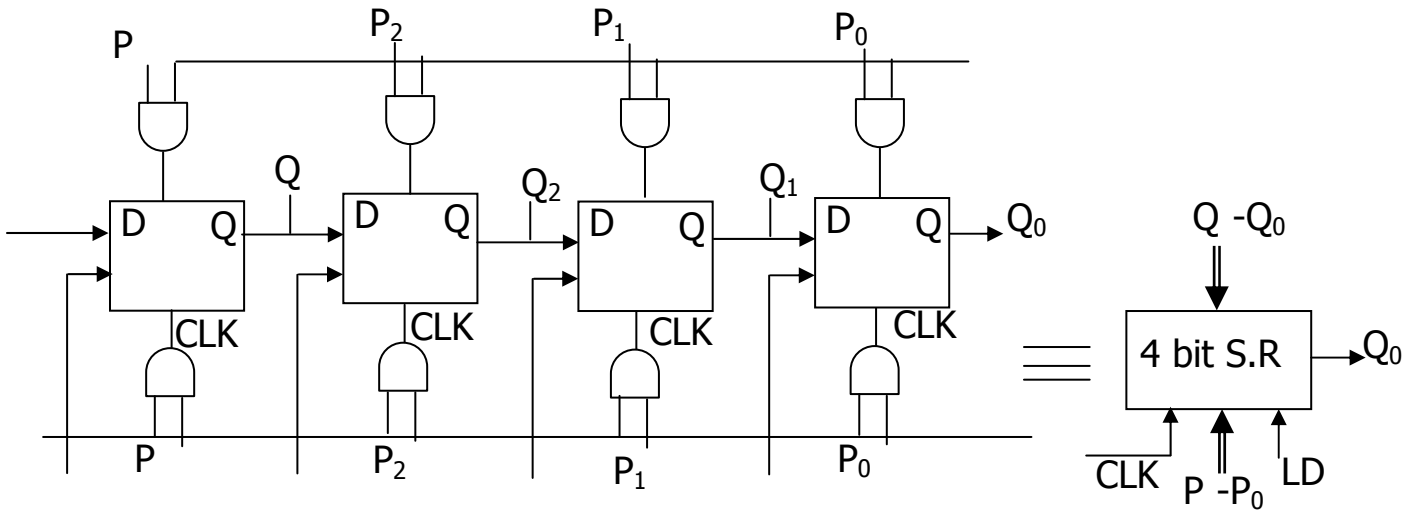 P P₂ P₁ P₀
D Q Q D Q Q₂ D Q Q₁ D Q Q₀
CLK CLK CLK CLK
P P₂ P₁ P₀
Q -Q₀
4 bit S.R Q₀
CLK P -P₀ LD